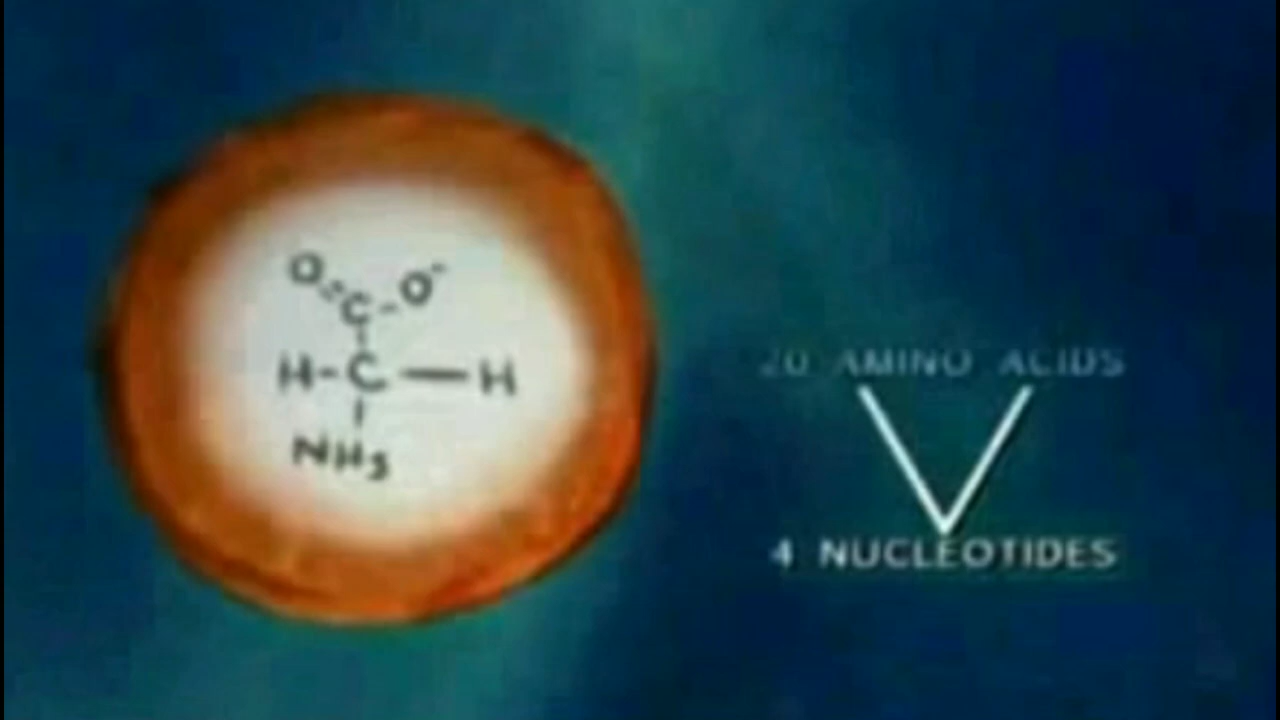 O O-
C
H-C—H
NH3
20 AMINO ACIDS
4 NUCLEOTIDES